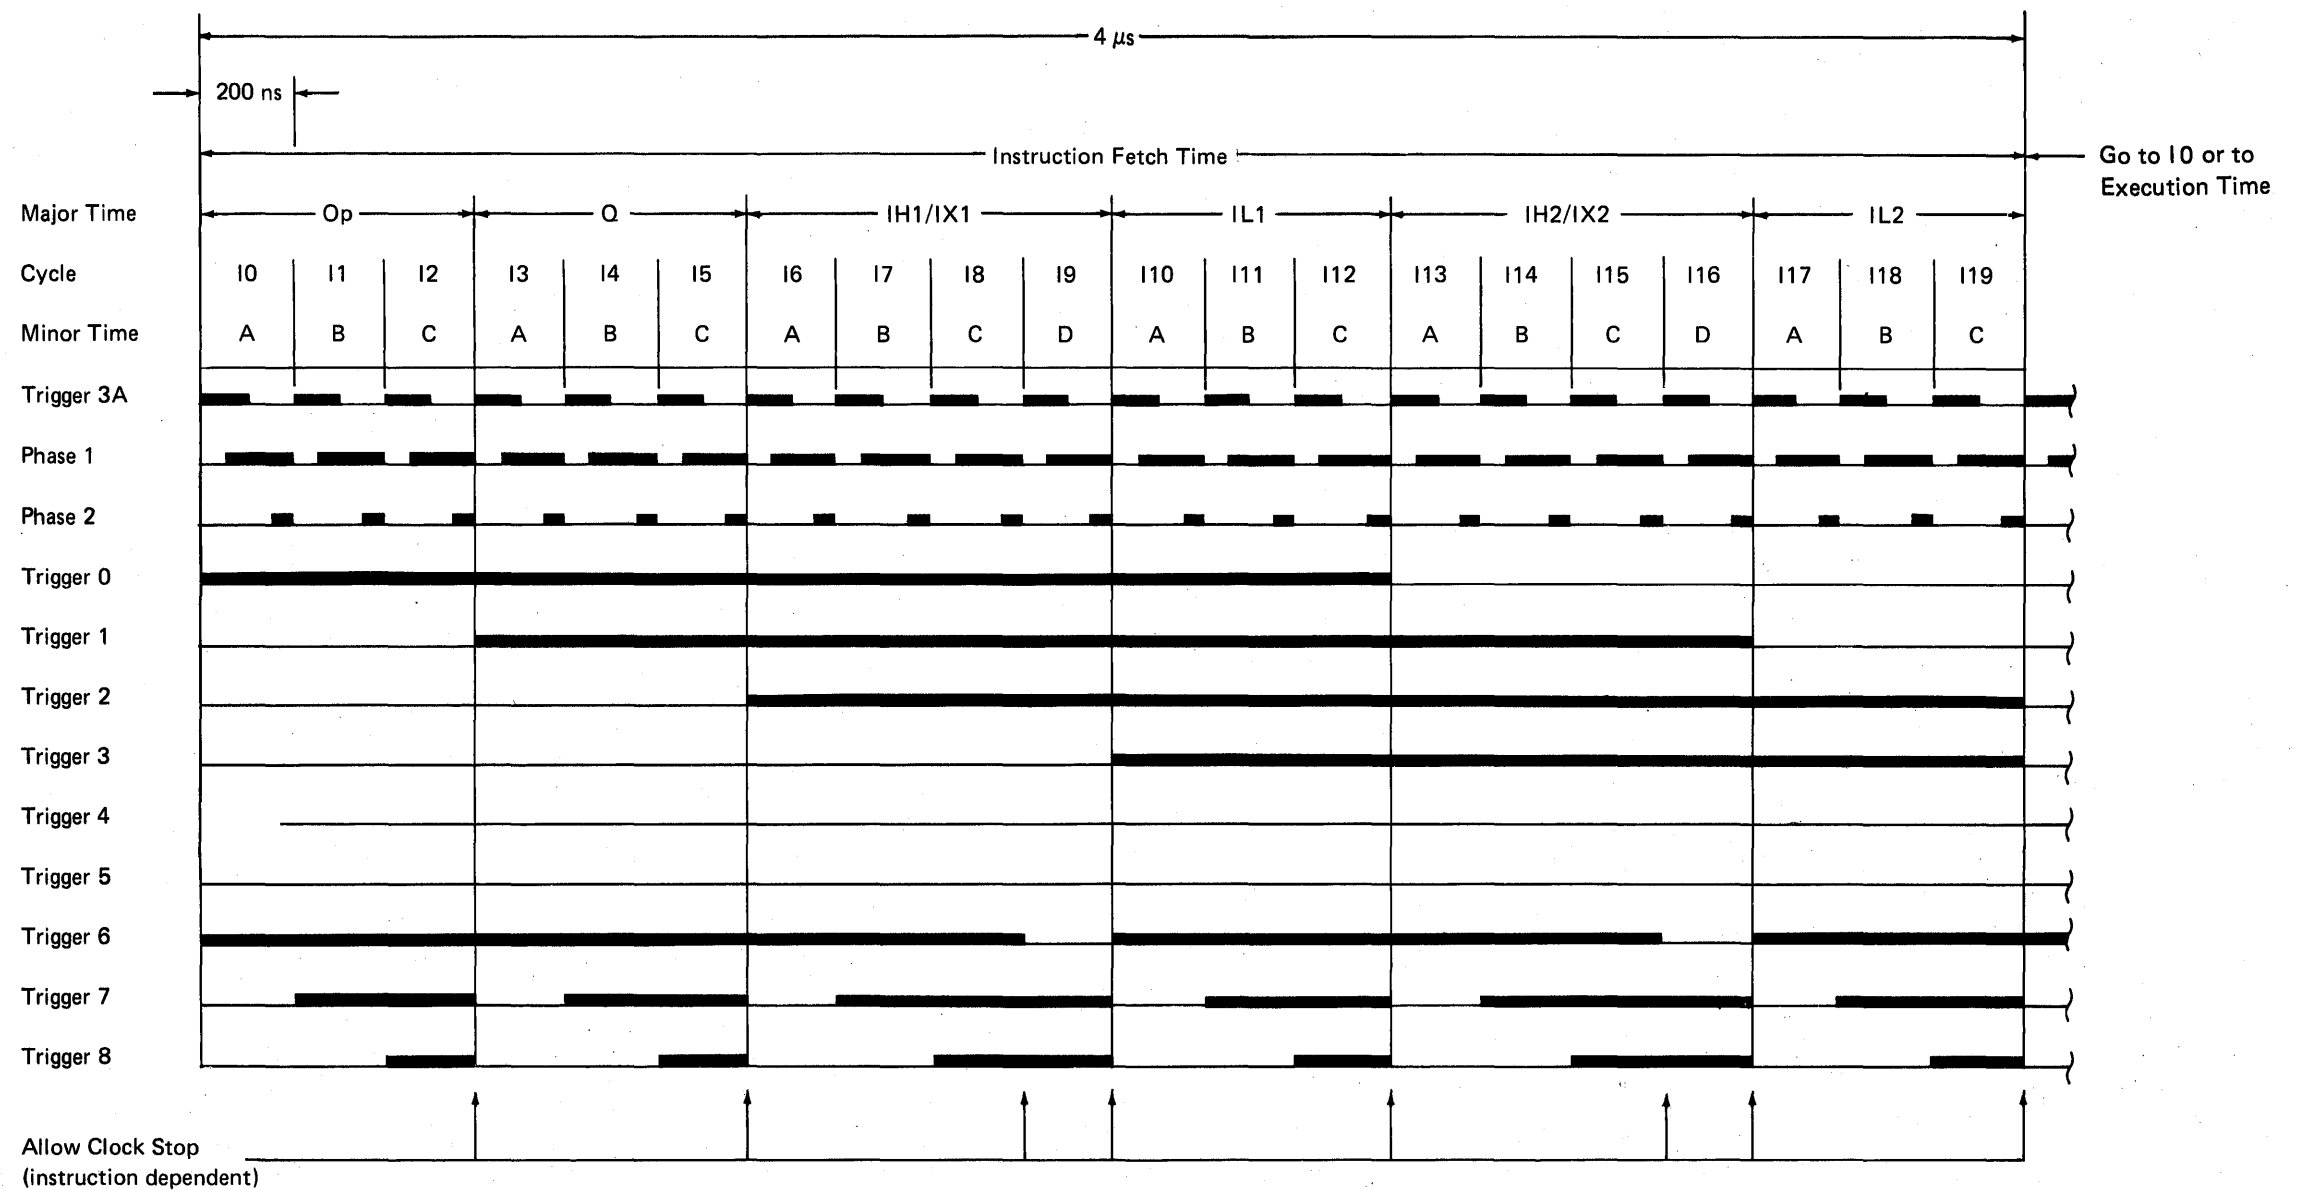 4 μs
200 ns
Instruction Fetch Time
Go to I0 or to
Execution Time
Major Time Op Q IH1/IX1 IL1 IH2/IX2 IL2
Cycle I0 I1 I2 I3 I4 I5 I6 I7 I8 I9 I10 I11 I12 I13 I14 I15 I16 I17 I18 I19
Minor Time A B C A B C A B C D A B C A B C D A B C
Trigger 3A
Phase 1
Phase 2
Trigger 0
Trigger 1
Trigger 2
Trigger 3
Trigger 4
Trigger 5
Trigger 6
Trigger 7
Trigger 8
Allow Clock Stop
(instruction dependent)